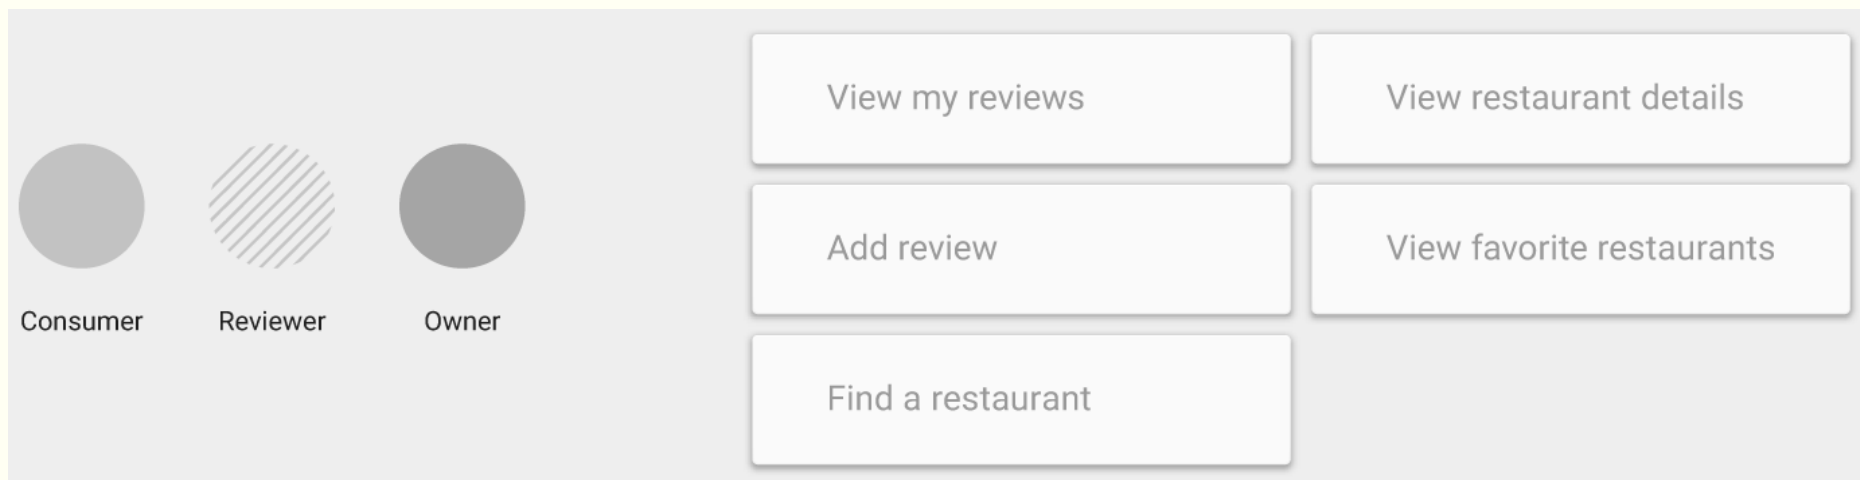 Consumer
Reviewer
Owner
View my reviews
View restaurant details
Add review
View favorite restaurants
Find a restaurant